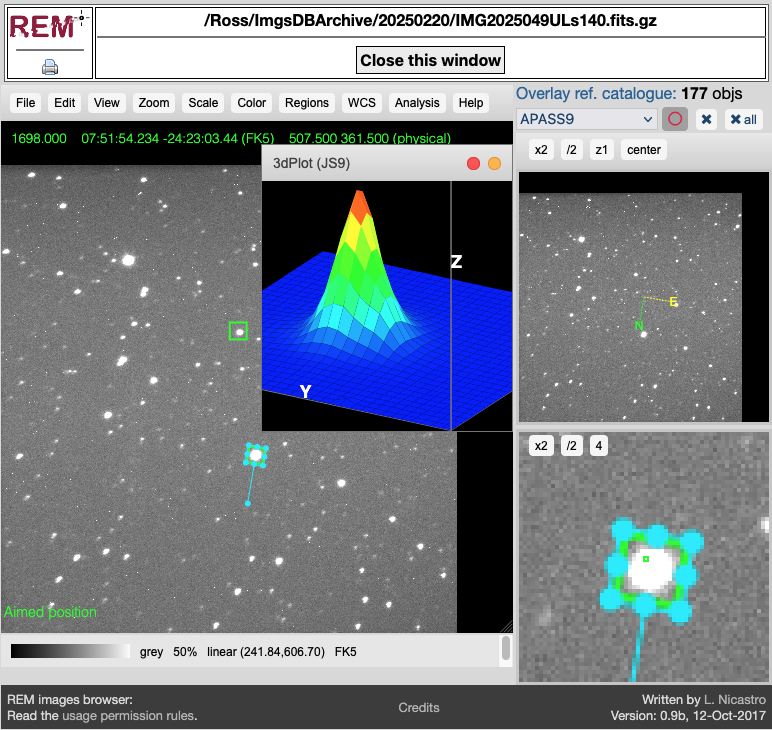 REM
/Ross/ImgsDBArchive/20250220/IMG2025049ULs140.fits.gz
Close this window
File Edit View Zoom Scale Color Regions WCS Analysis Help
Overlay ref. catalogue: 177 objs
APASS9
all
x2 /2 z1 center
1698.000 07:51:54.234 -24:23:03.44 (FK5) 507.500 361.500 (physical)
3dPlot (JS9)
Z
Y
E
N
x2 /2 4
Aimed position
grey 50% linear (241.84,606.70) FK5
REM images browser:
Read the usage permission rules.
Credits
Written by L. Nicastro
Version: 0.9b, 12-Oct-2017